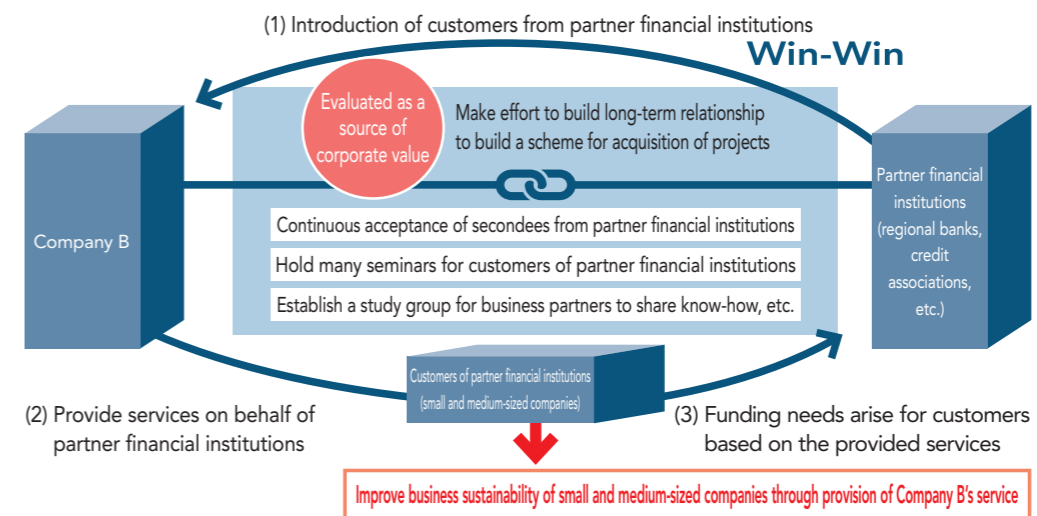 (1) Introduction of customers from partner financial institutions
Win-Win
Evaluated as a
source of
corporate value
Make effort to build long-term relationship
to build a scheme for acquisition of projects
Company B
Partner financial
institutions
(regional banks,
credit
associations,
etc.)
Continuous acceptance of secondees from partner financial institutions
Hold many seminars for customers of partner financial institutions
Establish a study group for business partners to share know-how, etc.
Customers of partner financial institutions
(small and medium-sized companies)
(2) Provide services on behalf of
partner financial institutions
(3) Funding needs arise for customers
based on the provided services
Improve business sustainability of small and medium-sized companies through provision of Company B's service